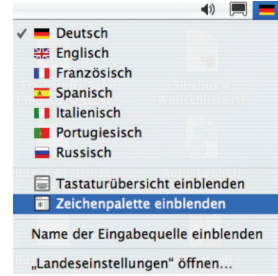 Deutsch
Englisch
Französisch
Spanisch
Italienisch
Portugiesisch
Russisch
Tastaturübersicht einblenden
Zeichenpalette einblenden
Name der Eingabequelle einblenden
„Landeseinstellungen“ öffnen...